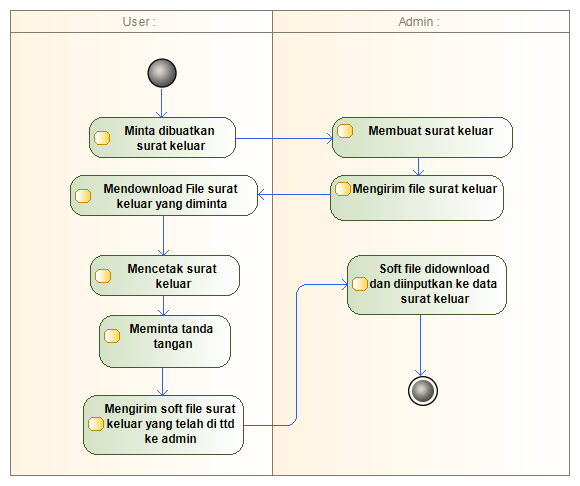 User :
Admin :
Minta dibuatkan
surat keluar
Membuat surat keluar
Mengirim file surat keluar
Mendownload File surat
keluar yang diminta
Mencetak surat
keluar
Meminta tanda
tangan
Mengirim soft file surat
keluar yang telah di ttd
ke admin
Soft file didownload
dan diinputkan ke data
surat keluar